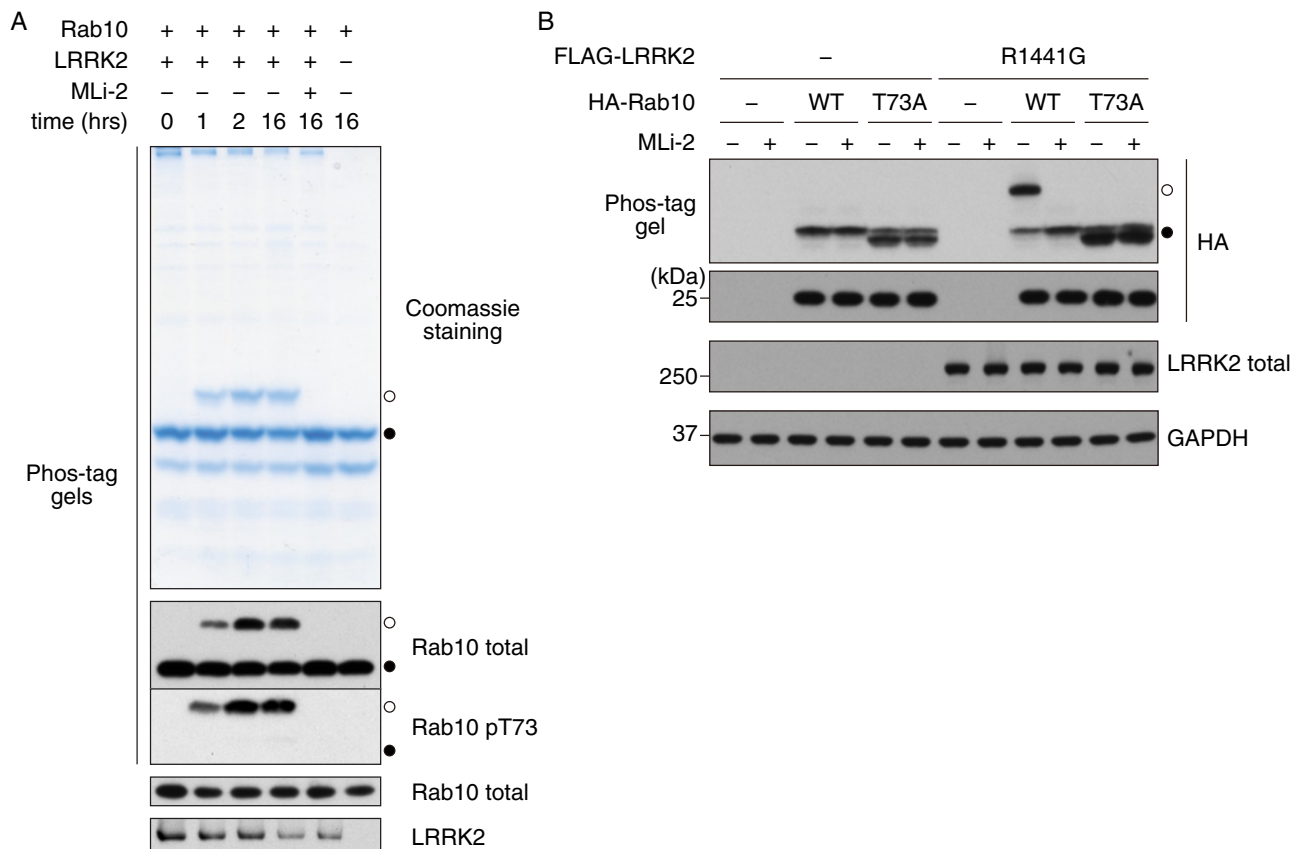 A
Rab10 + + + + + +
LRRK2 + + + + + –
MLi-2 – – – – + –
time (hrs) 0 1 2 16 16 16
Coomassie
staining
Phos-tag
gels
Rab10 total
Rab10 pT73
Rab10 total
LRRK2
B
FLAG-LRRK2 – R1441G
HA-Rab10 – WT T73A – WT T73A
MLi-2 – + – + – + – + – + – +
Phos-tag
gel
HA
(kDa)
25
250
LRRK2 total
37
GAPDH